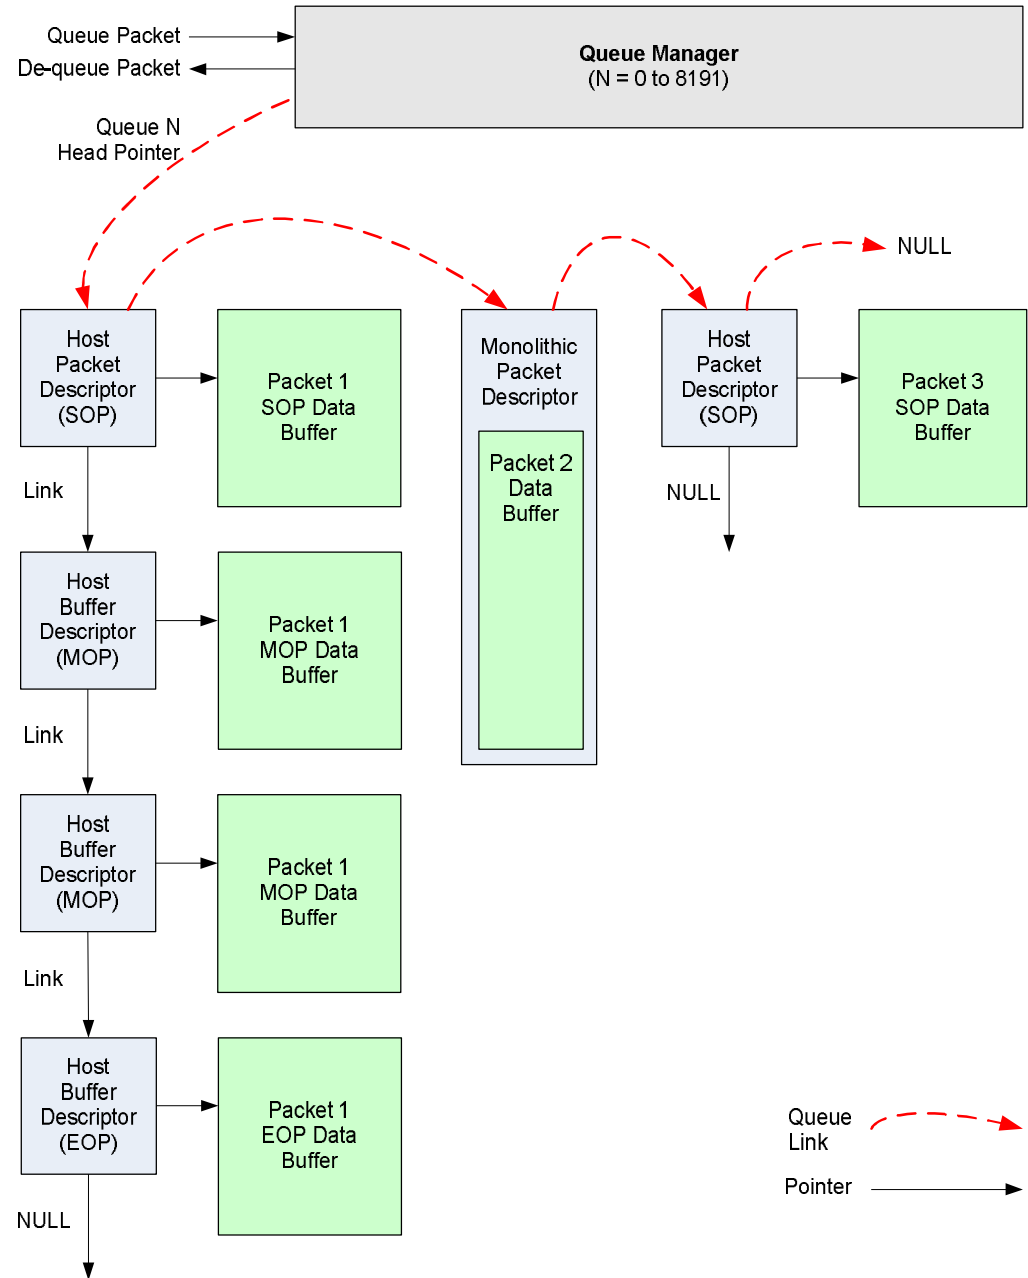 Queue Packet
De-queue Packet
Queue Manager
(N = 0 to 8191)
Queue N
Head Pointer
NULL
Host
Packet
Descriptor
(SOP)
Packet 1
SOP Data
Buffer
Monolithic
Packet
Descriptor
Packet 2
Data
Buffer
Host
Packet
Descriptor
(SOP)
Packet 3
SOP Data
Buffer
Link
NULL
Host
Buffer
Descriptor
(MOP)
Packet 1
MOP Data
Buffer
Link
Host
Buffer
Descriptor
(MOP)
Packet 1
MOP Data
Buffer
Link
Host
Buffer
Descriptor
(EOP)
Packet 1
EOP Data
Buffer
NULL
Queue
Link
Pointer